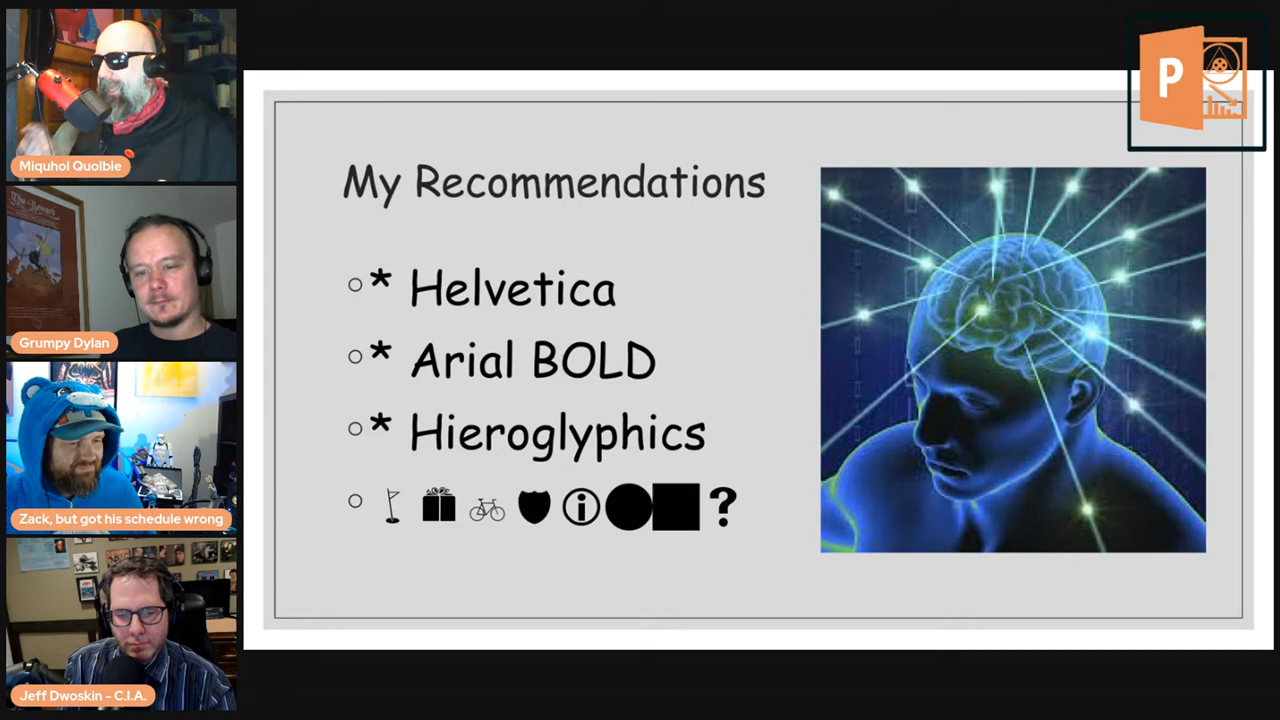 Miquhol Quolbie
Grumpy Dylan
Zack, but got his schedule wrong
Jeff Dwoskin - C.I.A.
P
My Recommendations
* Helvetica
* Arial BOLD
* Hieroglyphics
?